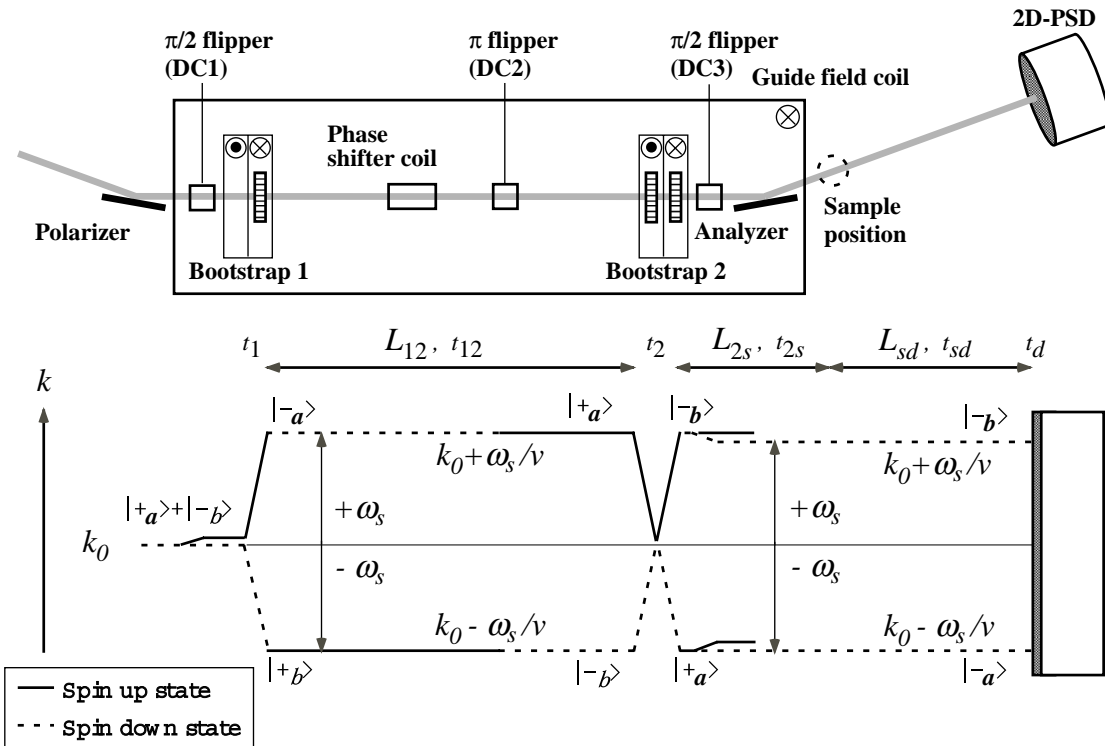 2D-PSD
π/2 flipper
(DC1)
π flipper
(DC2)
π/2 flipper
(DC3)
Guide field coil
Phase
shifter coil
Polarizer
Bootstrap 1
Bootstrap 2
Analyzer
Sample
position
t1
L12, t12
t2
L2s, t2s
Lsd, tsd
td
k
|-a>
|+a>
|-b>
|-b>
k0+ωs/v
k0+ωs/v
|+a>+|-b>
+ωs
+ωs
k0
- ωs
- ωs
k0- ωs/v
k0- ωs/v
|+b>
|-b>
|+a>
|-a>
Spin up state
Spin down state